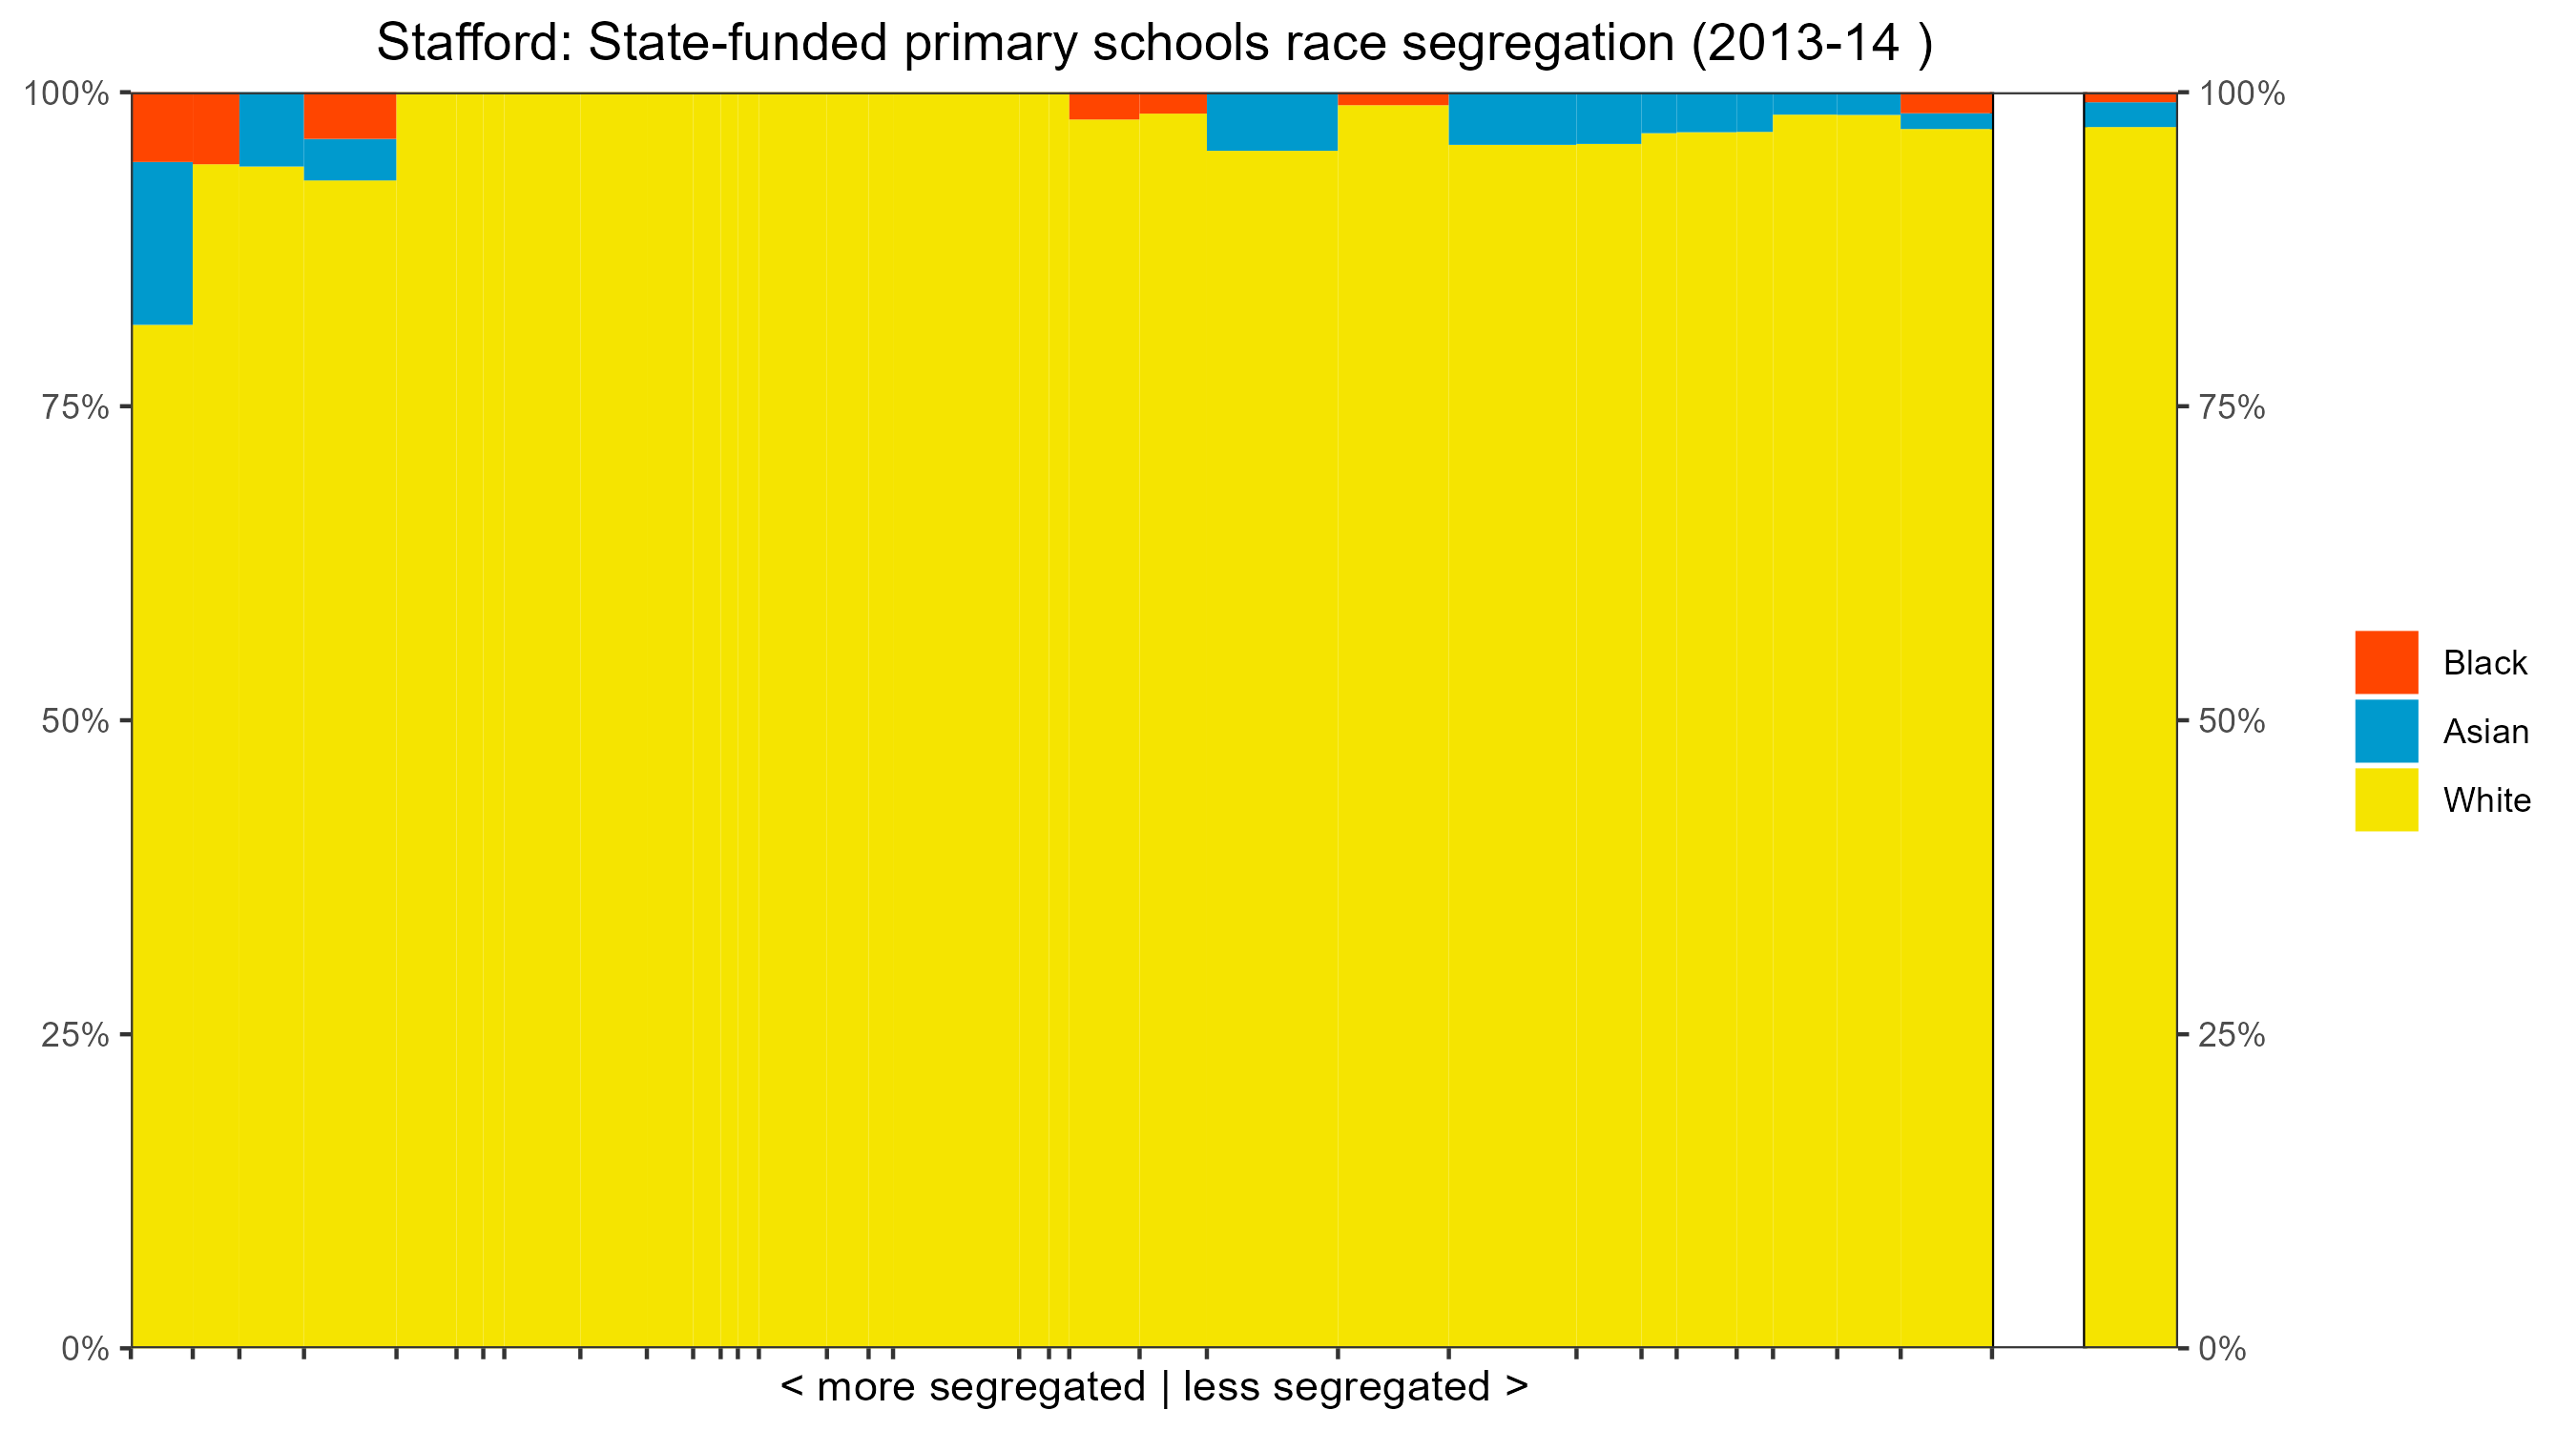 Stafford: State-funded primary schools race segregation (2013-14 )
100%
100%
75%
75%
50%
50%
25%
25%
0%
0%
Black
Asian
White
< more segregated | less segregated >